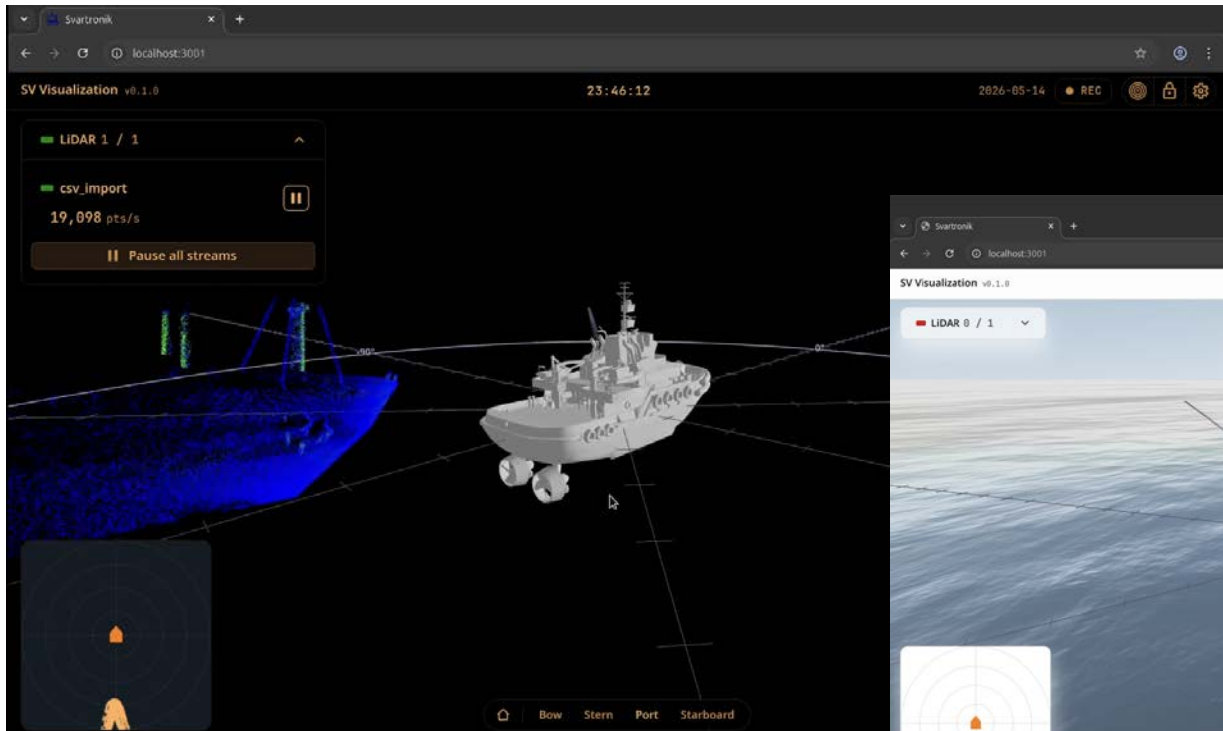 Svartronik
localhost:3001
SV Visualization v0.1.0
23:46:12
2026-05-14
REC
LiDAR 1 / 1
csv_import
19,098 pts/s
Pause all streams
-90°
0°
Bow Stern Port Starboard
Svartronik
localhost:3001
SV Visualization v0.1.0
LiDAR 0 / 1